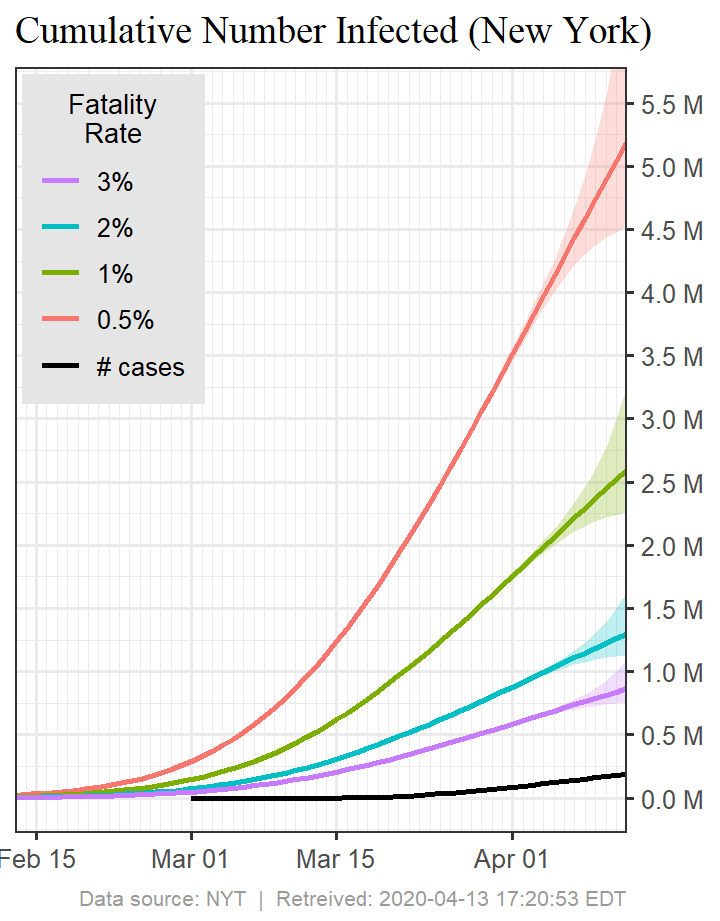 Cumulative Number Infected (New York)
Fatality
Rate
3%
2%
1%
0.5%
# cases
5.5 M
5.0 M
4.5 M
4.0 M
3.5 M
3.0 M
2.5 M
2.0 M
1.5 M
1.0 M
0.5 M
0.0 M
Feb 15 Mar 01 Mar 15 Apr 01
Data source: NYT | Retreived: 2020-04-13 17:20:53 EDT